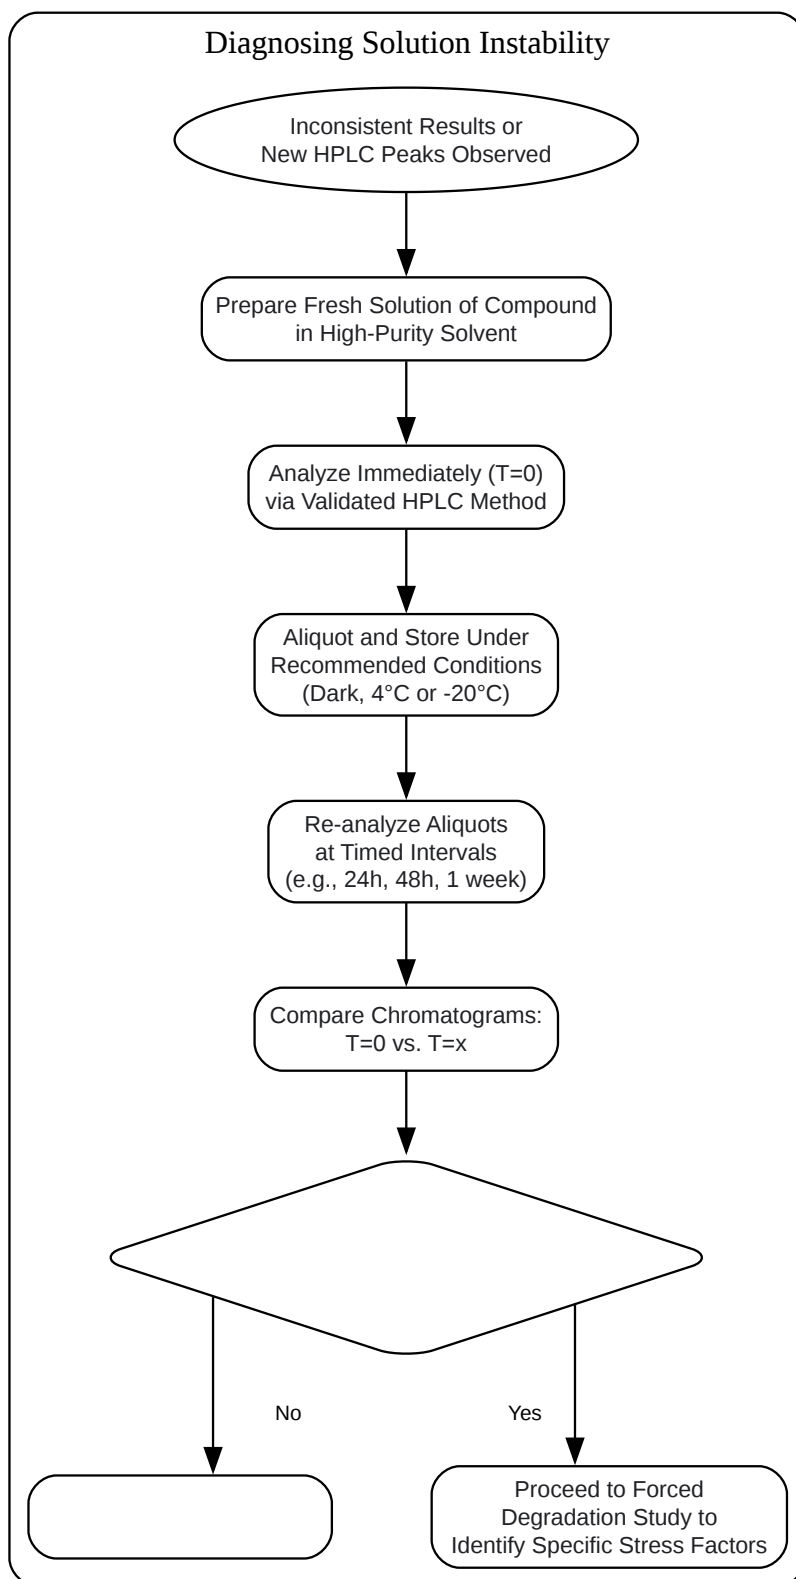 Diagnosing Solution Instability
Inconsistent Results or
New HPLC Peaks Observed
Prepare Fresh Solution of Compound
in High-Purity Solvent
Analyze Immediately (T=0)
via Validated HPLC Method
Aliquot and Store Under
Recommended Conditions
(Dark, 4°C or -20°C)
Re-analyze Aliquots
at Timed Intervals
(e.g., 24h, 48h, 1 week)
Compare Chromatograms:
T=0 vs. T=x
No
Yes
Proceed to Forced
Degradation Study to
Identify Specific Stress Factors